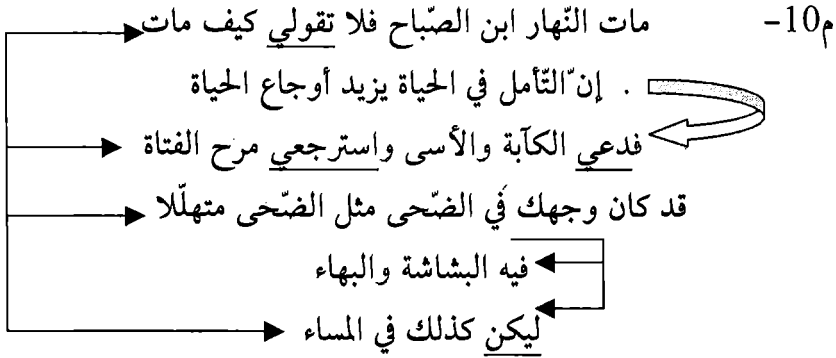 م10- مات النّهار ابن الصّباح فلا تقولي كيف مات
. إن ّالتّأمل في الحياة يزيد أوجاع الحياة
فدعي الكآبة والأسى واسترجعي مرح الفتاة
قد كان وجهك في الضّحى مثل الضّحى متهلّلا
فيه البشاشة والبهاء
ليكن كذلك في المساء